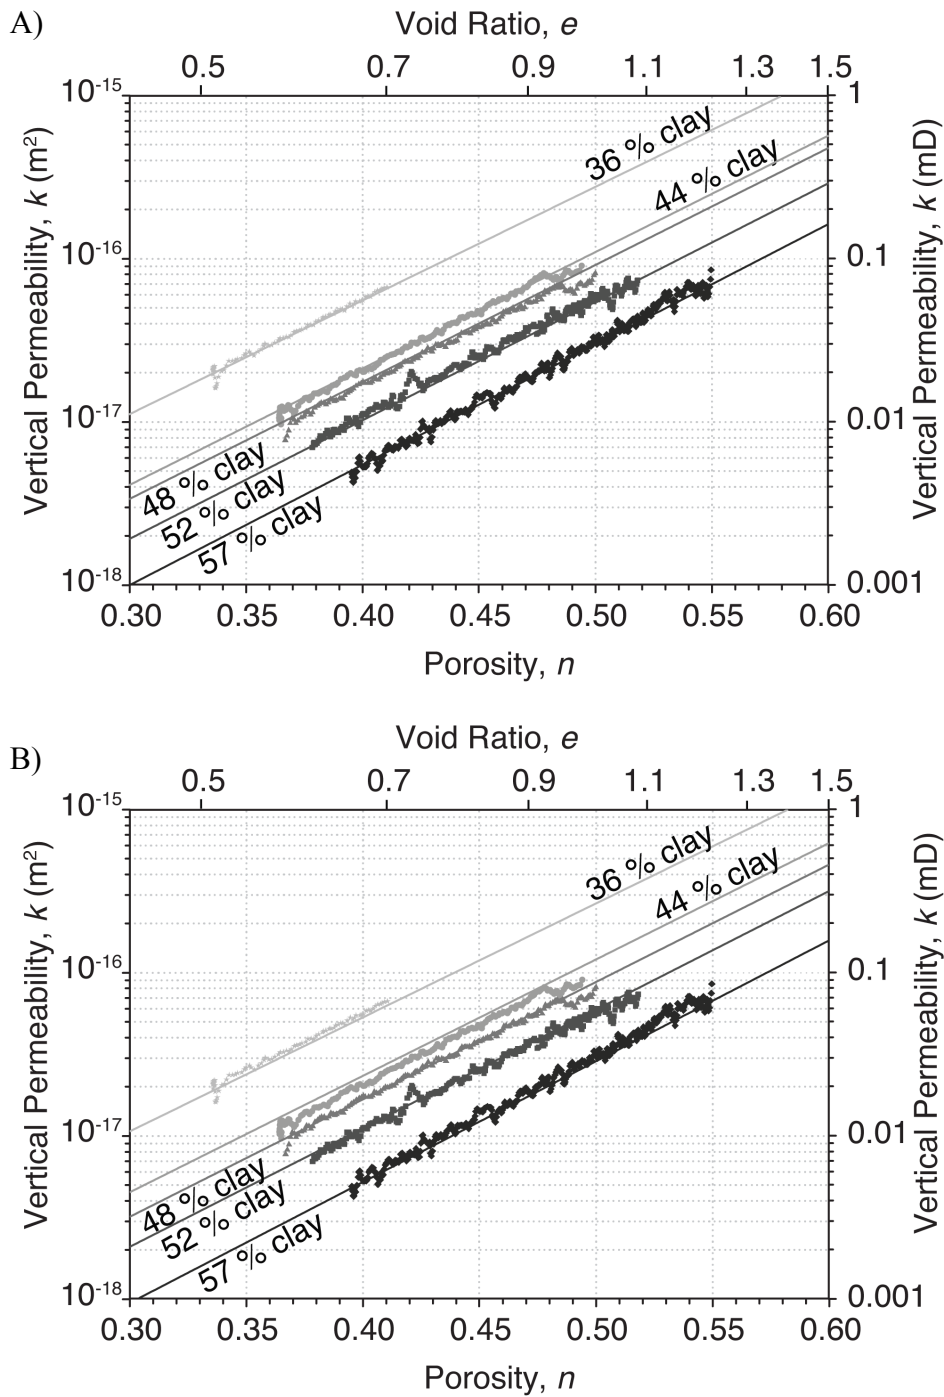 A)
Void Ratio, e
0.5 0.7 0.9 1.1 1.3 1.5
10-15 1
36 % clay
44 % clay
10-16 0.1
Vertical Permeability, k (m2)
Vertical Permeability, k (mD)
10-17 0.01
48 % clay
52 % clay
57 % clay
10-18 0.001
0.30 0.35 0.40 0.45 0.50 0.55 0.60
Porosity, n
B)
Void Ratio, e
0.5 0.7 0.9 1.1 1.3 1.5
10-15 1
36 % clay
44 % clay
10-16 0.1
Vertical Permeability, k (m2)
Vertical Permeability, k (mD)
10-17 0.01
48 % clay
52 % clay
57 % clay
10-18 0.001
0.30 0.35 0.40 0.45 0.50 0.55 0.60
Porosity, n